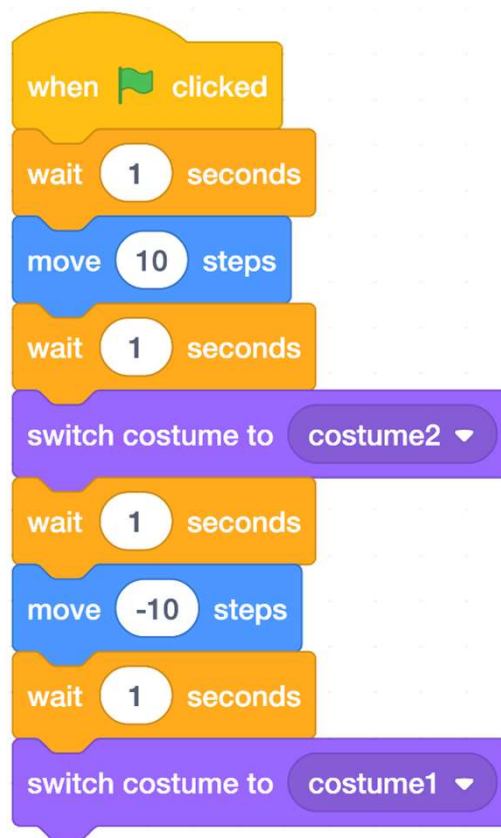 when clicked
wait 1 seconds
move 10 steps
wait 1 seconds
switch costume to costume2
wait 1 seconds
move -10 steps
wait 1 seconds
switch costume to costume1